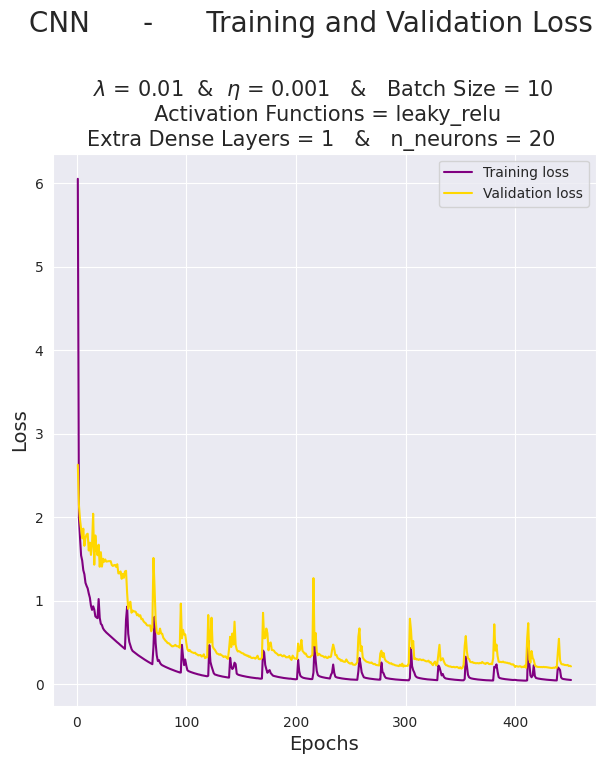 CNN - Training and Validation Loss
λ = 0.01 & η = 0.001 & Batch Size = 10
Activation Functions = leaky_relu
Extra Dense Layers = 1 & n_neurons = 20
Training loss
Validation loss
6
5
4
3
2
1
0
Loss
0 100 200 300 400
Epochs